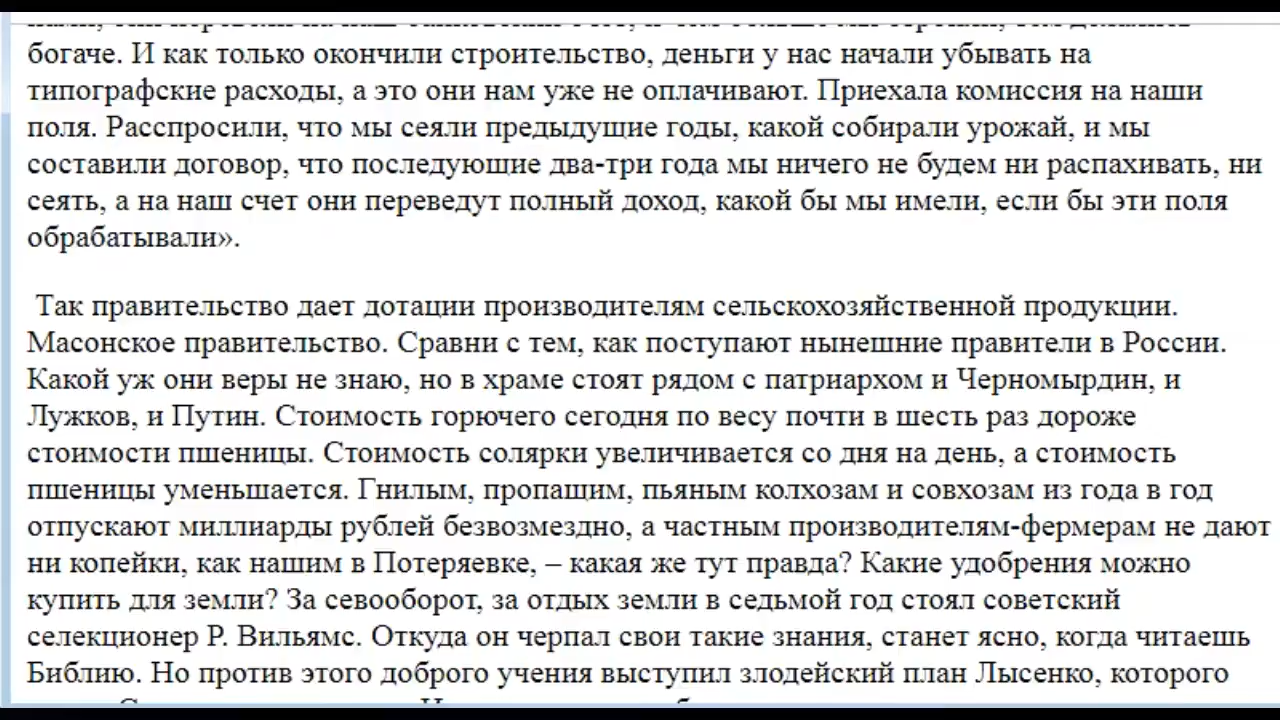 богаче. И как только окончили строительство, деньги у нас начали убывать на
типографские расходы, а это они нам уже не оплачивают. Приехала комиссия на наши
поля. Расспросили, что мы сеяли предыдущие годы, какой собирали урожай, и мы
составили договор, что последующие два-три года мы ничего не будем ни распахивать, ни
сеять, а на наш счет они переведут полный доход, какой бы мы имели, если бы эти поля
обрабатывали».
Так правительство дает дотации производителям сельскохозяйственной продукции.
Масонское правительство. Сравни с тем, как поступают нынешние правители в России.
Какой уж они веры не знаю, но в храме стоят рядом с патриархом и Черномырдин, и
Лужков, и Путин. Стоимость горючего сегодня по весу почти в шесть раз дороже
стоимости пшеницы. Стоимость солярки увеличивается со дня на день, а стоимость
пшеницы уменьшается. Гнилым, пропащим, пьяным колхозам и совхозам из года в год
отпускают миллиарды рублей безвозмездно, а частным производителям-фермерам не дают
ни копейки, как нашим в Потеряевке, – какая же тут правда? Какие удобрения можно
купить для земли? За севооборот, за отдых земли в седьмой год стоял советский
селекционер Р. Вильямс. Откуда он черпал свои такие знания, станет ясно, когда читаешь
Библию. Но против этого доброго учения выступил злодейский план Лысенко, которого